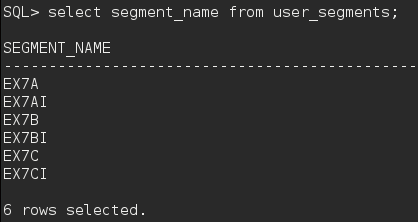 SQL> select segment_name from user_segments;
SEGMENT_NAME
--------------------------------------------------
EX7A
EX7AI
EX7B
EX7BI
EX7C
EX7CI
6 rows selected.